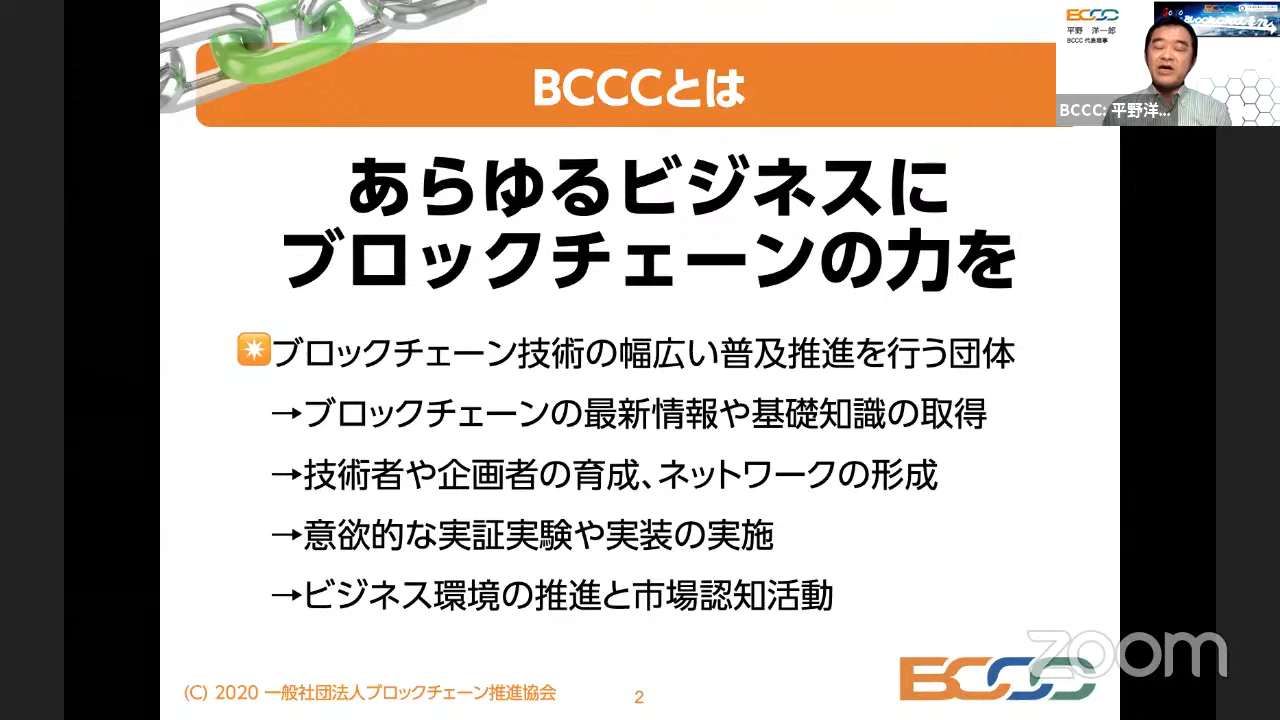 BCCCとは
あらゆるビジネスに
ブロックチェーンの力を
ブロックチェーン技術の幅広い普及推進を行う団体
→ブロックチェーンの最新情報や基礎知識の取得
→技術者や企画者の育成、ネットワークの形成
→意欲的な実証実験や実装の実施
→ビジネス環境の推進と市場認知活動
(C) 2020 一般社団法人ブロックチェーン推進協会
2
BCCC
zoom
BCCC
平野 洋一郎
BCCC 代表理事
BCCC: 平野洋...